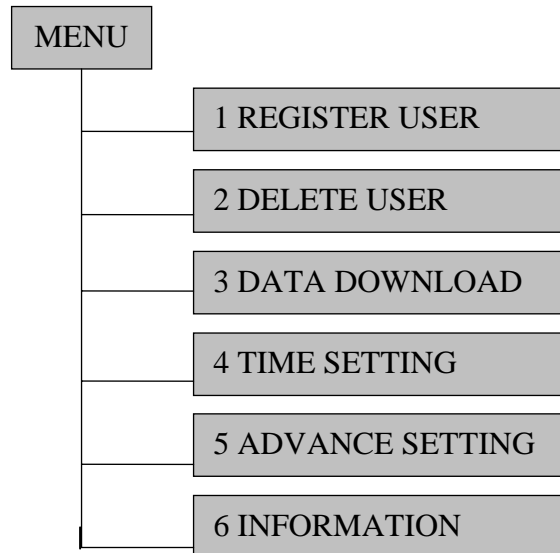 MENU
1 REGISTER USER
2 DELETE USER
3 DATA DOWNLOAD
4 TIME SETTING
5 ADVANCE SETTING
6 INFORMATION